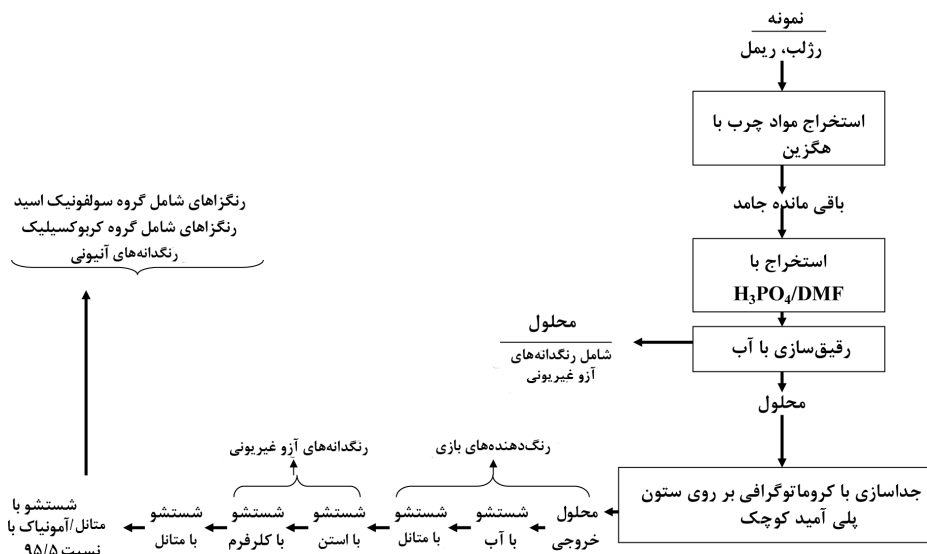 نمونه
رژلب، ریمل
استخراج مواد چرب با
هگزین
باقی مانده جامد
استخراج با
H₃PO₄/DMF
رقیق‌سازی با آب
محلول
شامل رنگدانه‌های
آزو غیریونی
محلول
جداسازی با کروماتوگرافی بر روی ستون
پلی آمید کوچک
محلول
خروجی
شستشو
با آب
شستشو
با متانل
رنگ‌دهنده‌های بازی
شستشو
با استن
شستشو
با کلرفرم
رنگدانه‌های آزو غیریونی
شستشو
با متانل
شستشو با
متانل/آمونیاک با
نسبت ۹۵/۵
رنگزاهای شامل گروه سولفونیک اسید
رنگزاهای شامل گروه کربوکسیلیک
رنگدانه‌های آنیونی